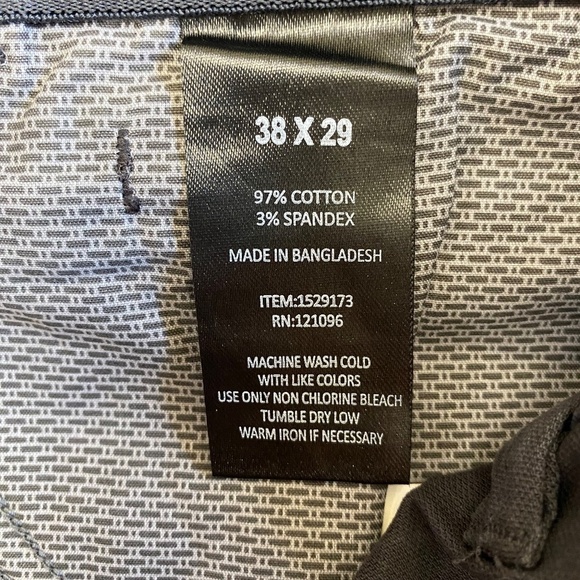 38 X 29
97% COTTON
3% SPANDEX
MADE IN BANGLADESH
ITEM:1529173
RN:121096
MACHINE WASH COLD
WITH LIKE COLORS
USE ONLY NON CHLORINE BLEACH
TUMBLE DRY LOW
WARM IRON IF NECESSARY